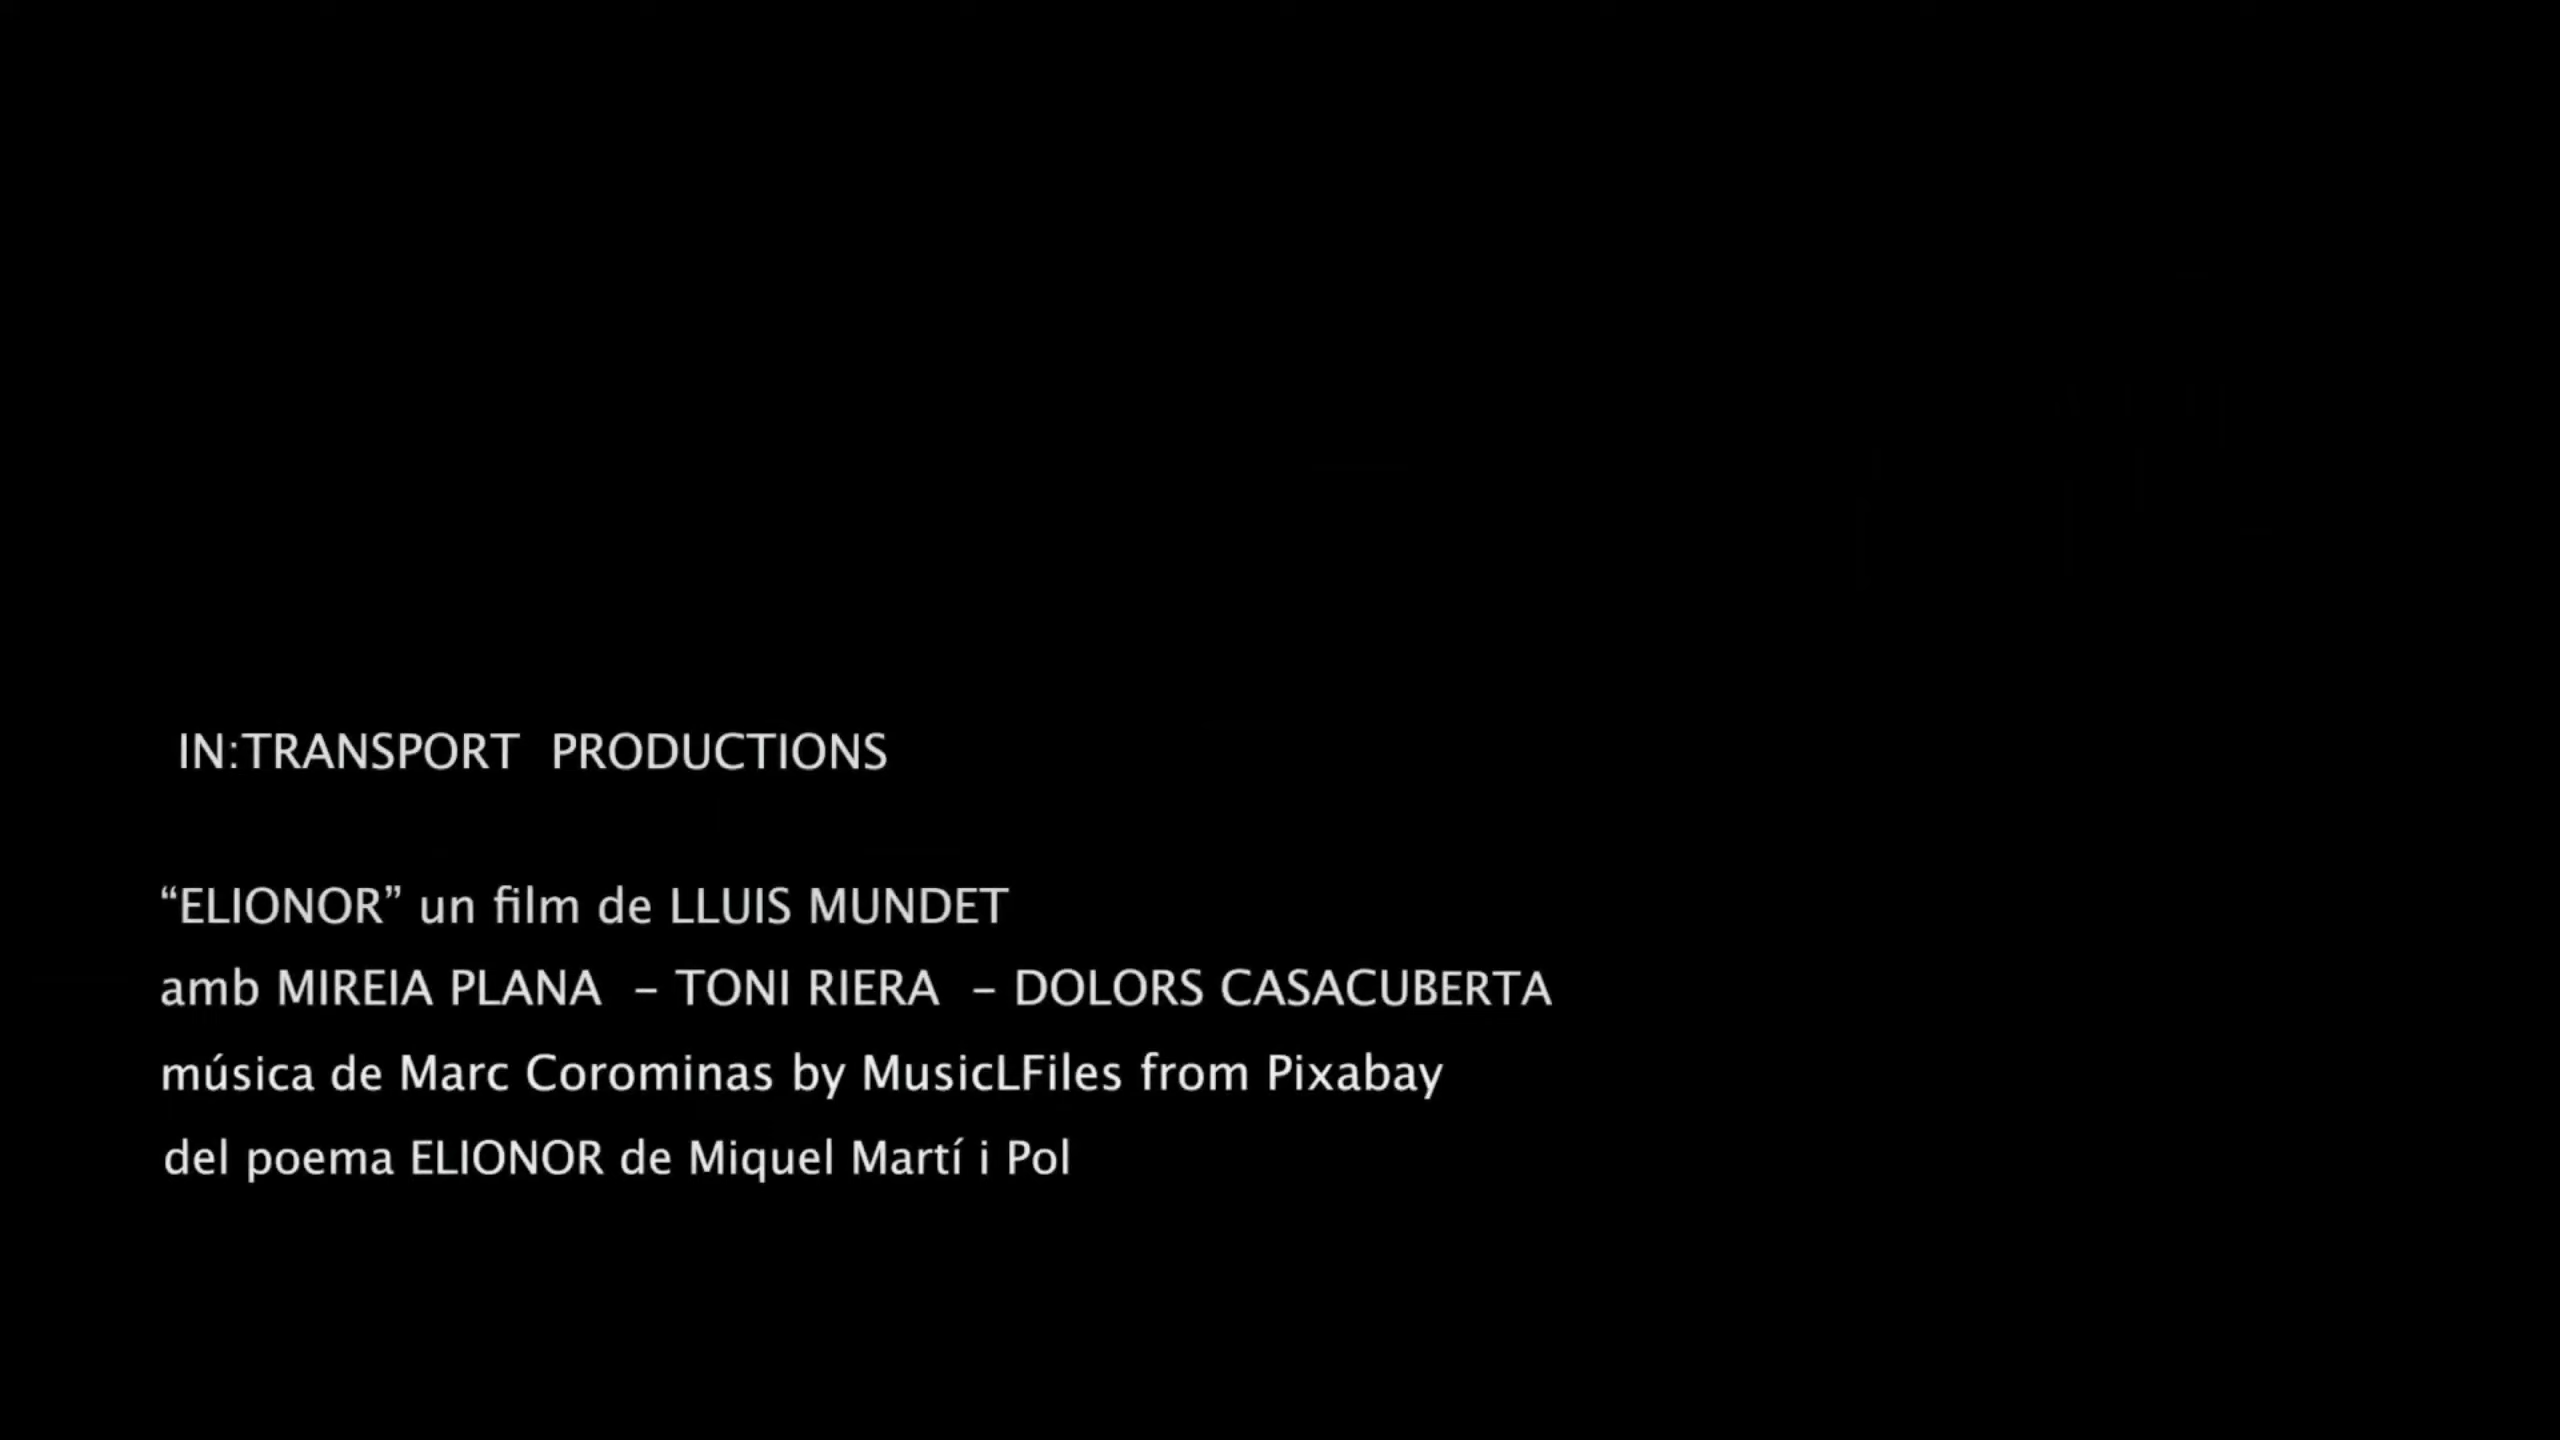 IN:TRANSPORT PRODUCTIONS
“ELIONOR” un film de LLUIS MUNDET
amb MIREIA PLANA – TONI RIERA – DOLORS CASACUBERTA
música de Marc Corominas by MusicLFiles from Pixabay
del poema ELIONOR de Miquel Martí i Pol